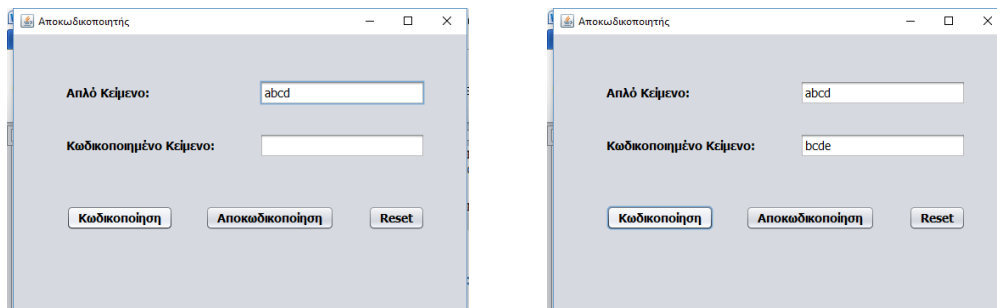 Αποκωδικοποιητής
Απλό Κείμενο: abcd
Κωδικοποιημένο Κείμενο:
Κωδικοποίηση Αποκωδικοποίηση Reset
Αποκωδικοποιητής
Απλό Κείμενο: abcd
Κωδικοποιημένο Κείμενο: bcde
Κωδικοποίηση Αποκωδικοποίηση Reset